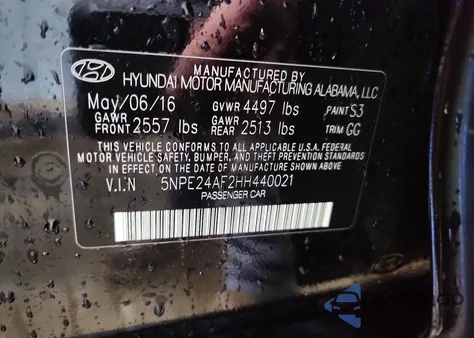 MANUFACTURED BY
HYUNDAI MOTOR MANUFACTURING ALABAMA, LLC
May/06/16 GVWR 4497 lbs PAINT S3
GAWR FRONT 2557 lbs GAWR REAR 2513 lbs TRIM GG
THIS VEHICLE CONFORMS TO ALL APPLICABLE U.S.A. FEDERAL
MOTOR VEHICLE SAFETY, BUMPER, AND THEFT PREVENTION STANDARDS
IN EFFECT ON THE DATE OF MANUFACTURE SHOWN ABOVE.
V.I.N 5NPE24AF2HH440021
PASSENGER CAR